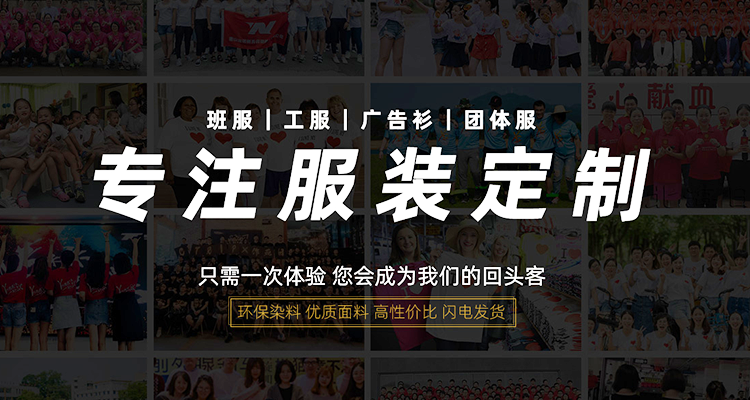 班服 | 工服 | 广告衫 | 团体服
专注服装定制
只需一次体验 您会成为我们的回头客
环保染料 优质面料 高性价比 闪电发货
献血